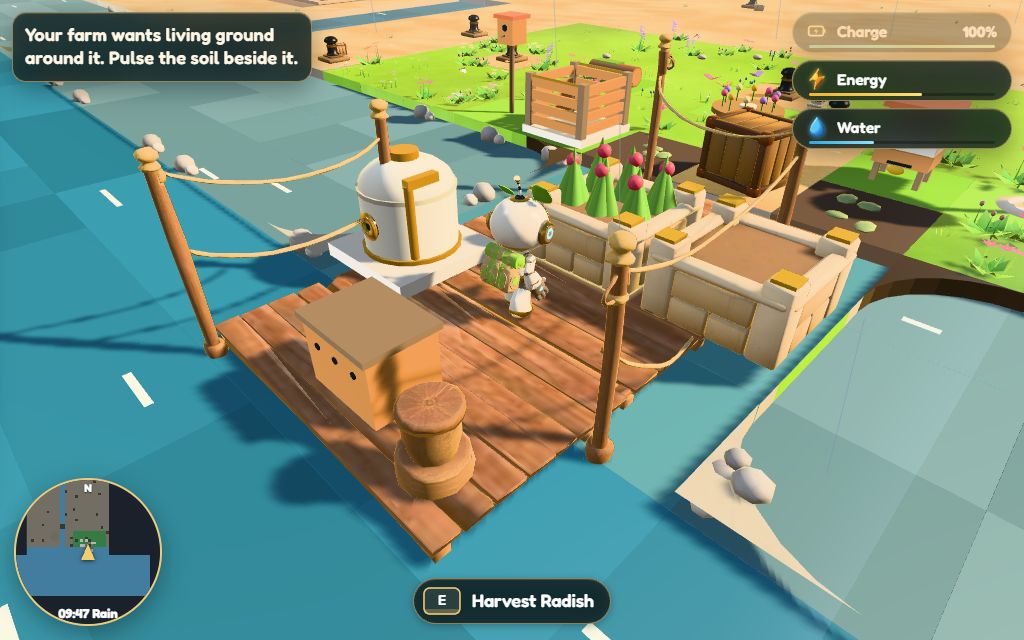 Your farm wants living ground
around it. Pulse the soil beside it.
Charge 100%
Energy
Water
N
09:47 Rain
E Harvest Radish